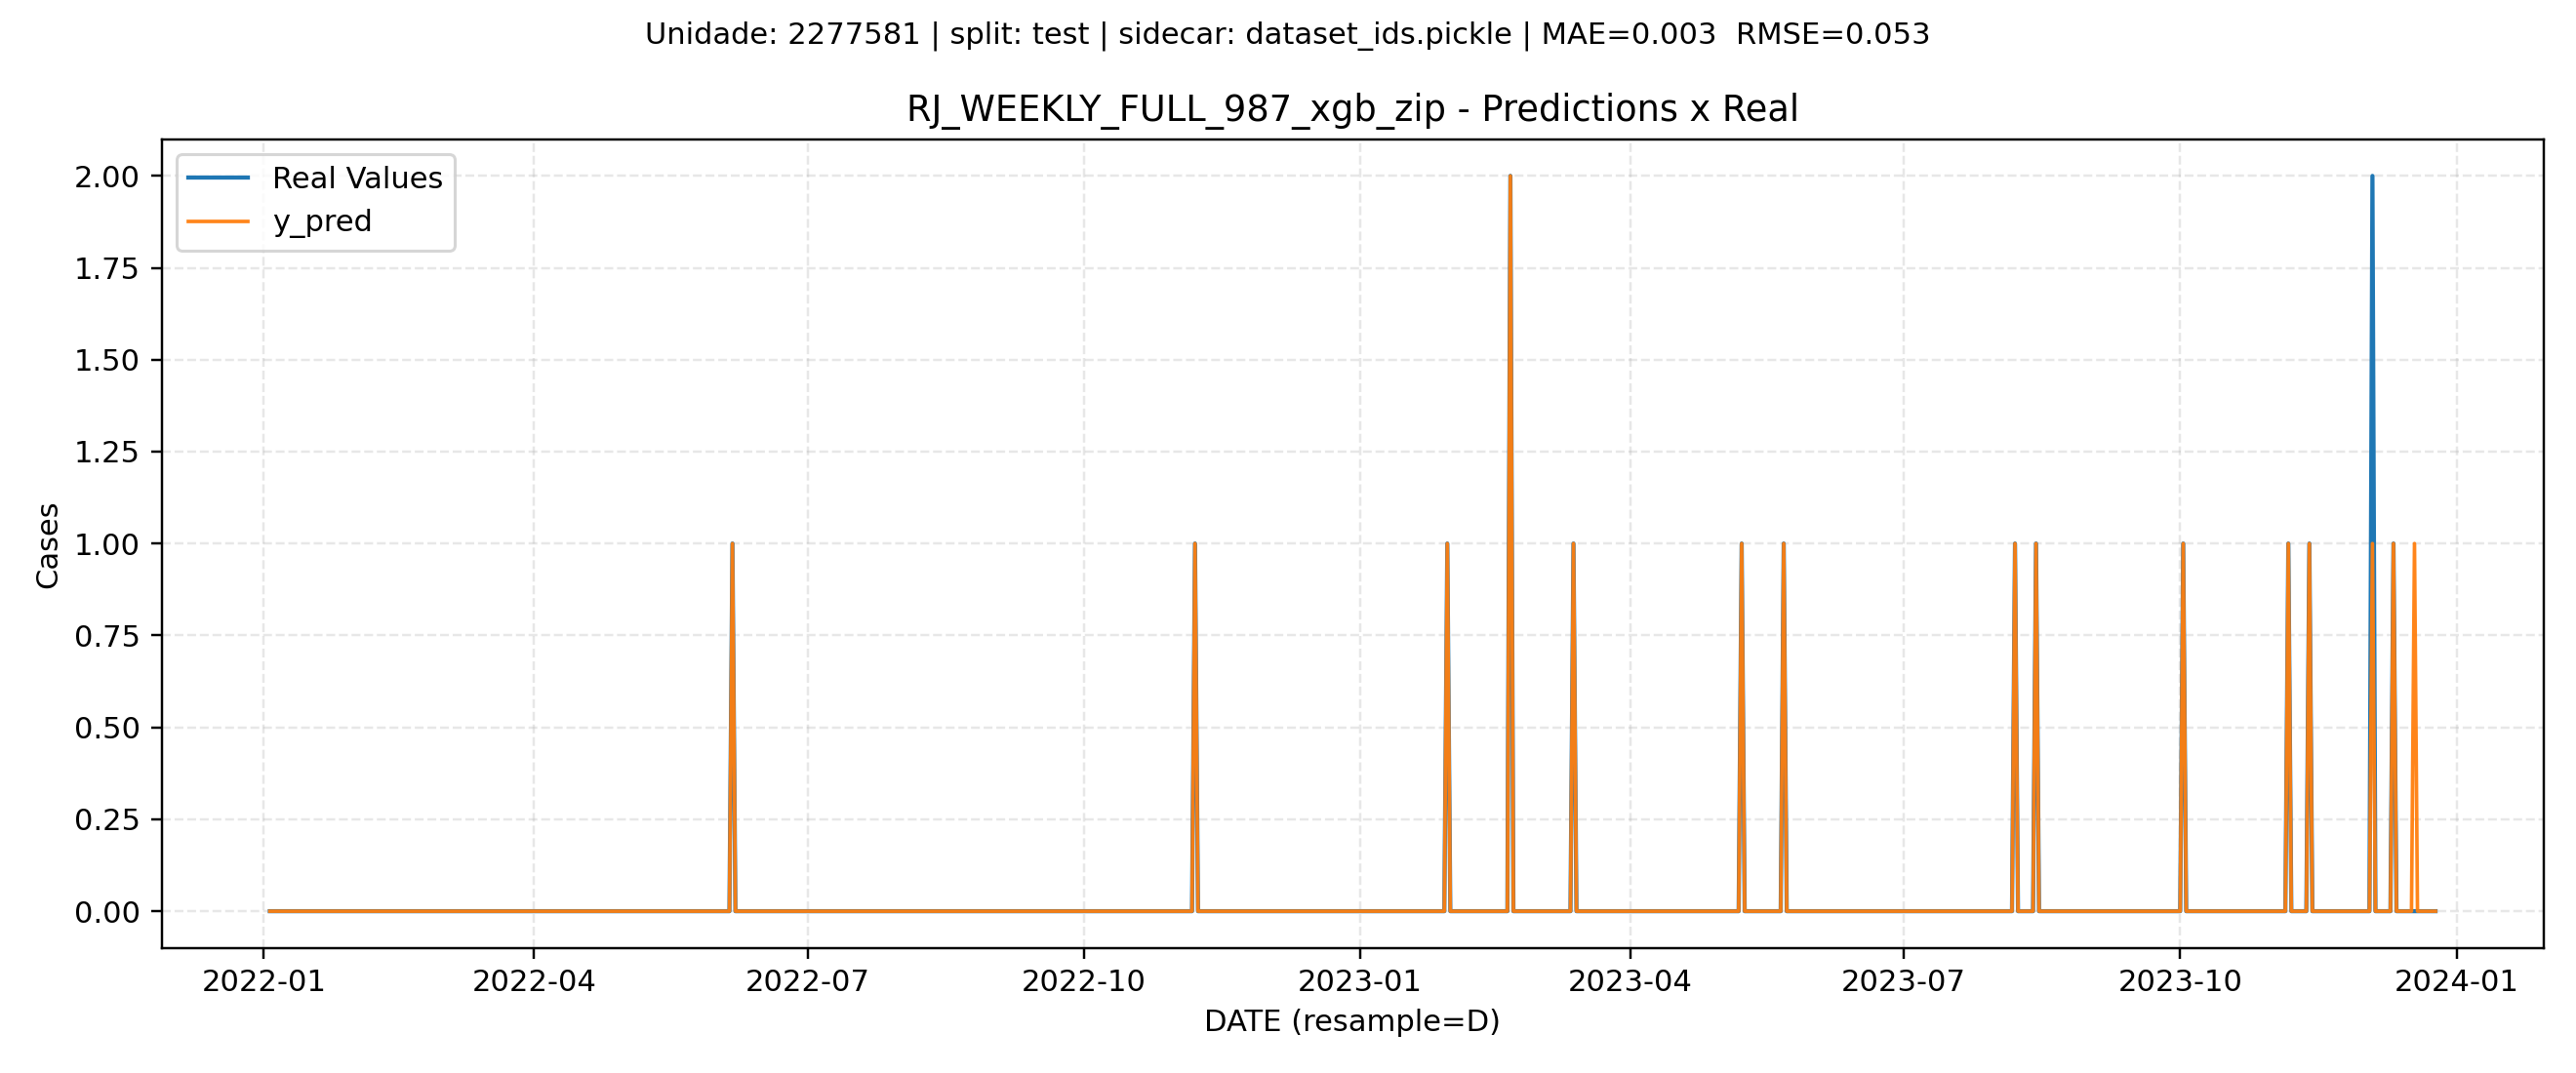 Unidade: 2277581 | split: test | sidecar: dataset_ids.pickle | MAE=0.003  RMSE=0.053
RJ_WEEKLY_FULL_987_xgb_zip - Predictions x Real
Real Values
y_pred
2.00
1.75
1.50
1.25
1.00
0.75
0.50
0.25
0.00
Cases
2022-01 2022-04 2022-07 2022-10 2023-01 2023-04 2023-07 2023-10 2024-01
DATE (resample=D)